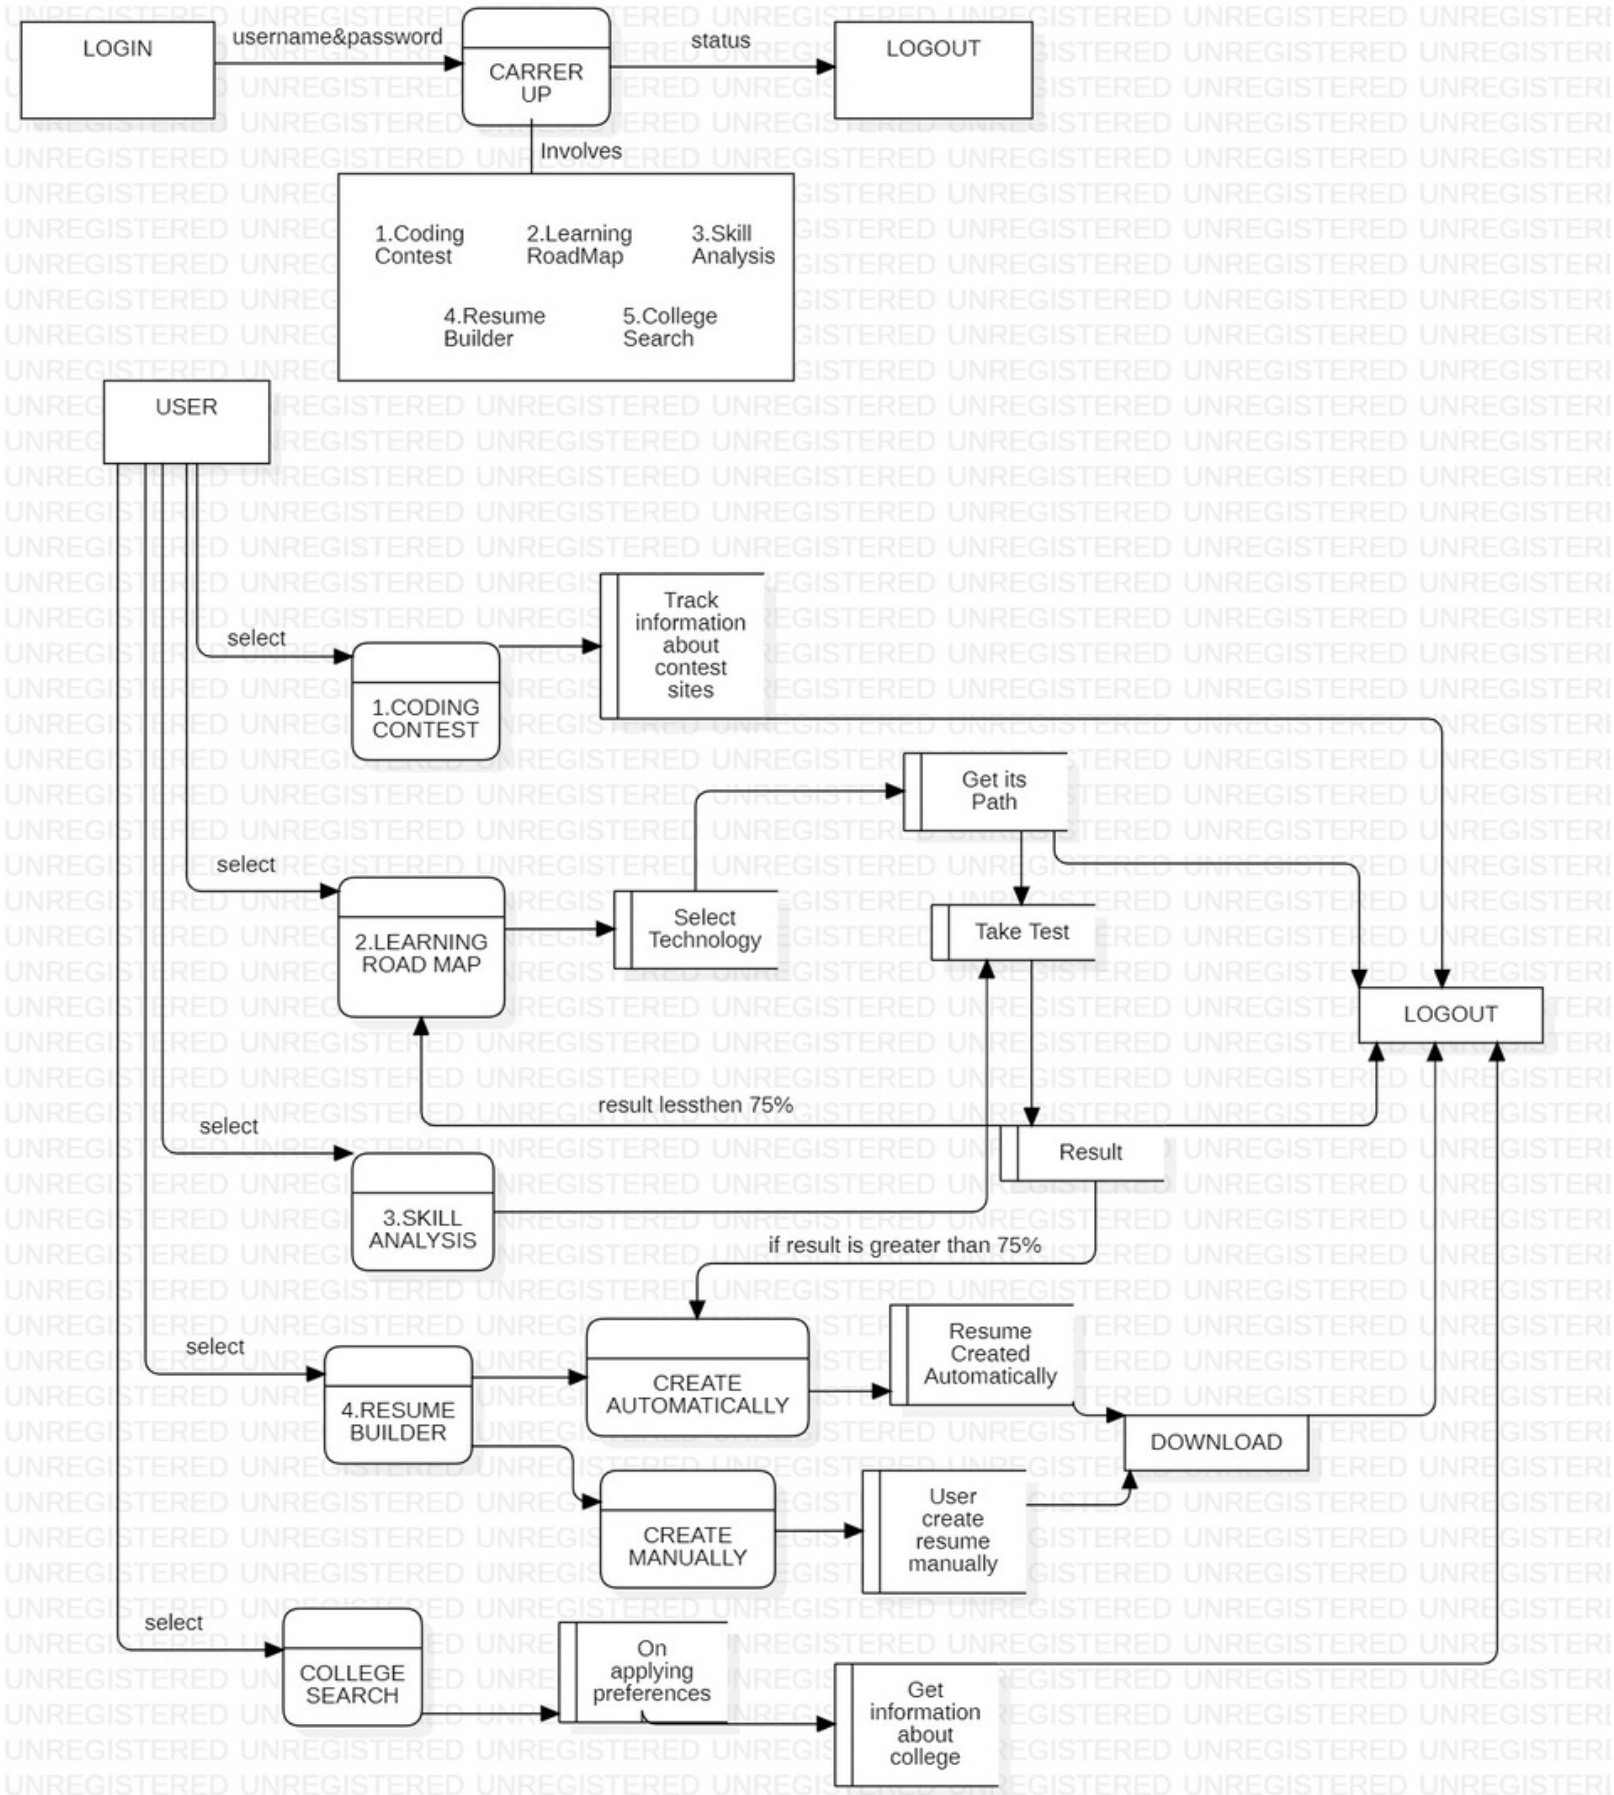 LOGIN
username&password
CARRER
UP
status
LOGOUT
Involves
1.Coding
Contest
2.Learning
RoadMap
3.Skill
Analysis
4.Resume
Builder
5.College
Search
USER
select
1.CODING
CONTEST
Track
information
about
contest
sites
Get its
Path
select
2.LEARNING
ROAD MAP
Select
Technology
Take Test
LOGOUT
result lessthen 75%
select
3.SKILL
ANALYSIS
Result
if result is greater than 75%
select
4.RESUME
BUILDER
CREATE
AUTOMATICALLY
Resume
Created
Automatically
DOWNLOAD
CREATE
MANUALLY
User
create
resume
manually
select
COLLEGE
SEARCH
On
applying
preferences
Get
information
about
college
UNREGISTERED